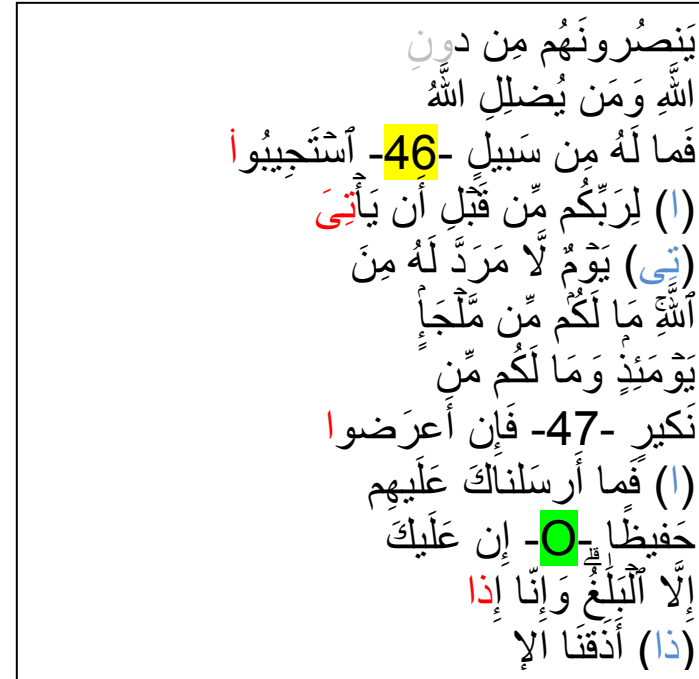 يَنصُرونَهُم مِن دونِ
اللَّهِ وَمَن يُضلِلِ اللَّهُ
فَما لَهُ مِن سَبيلٍ -46- ٱسۡتَجِيبُواْ
(ا) لِرَبِّكُم مِّن قَبۡلِ أَن يَأۡتِىَ
(تِى) يَوۡمٌ لَّا مَرَدَّ لَهُ مِنَ
ٱللَّهِۚ مَا لَكُم مِّن مَّلۡجَإٍۢ
يَوۡمَئِذٍۢ وَمَا لَكُم مِّن
نَكيرٍ -47- فَإِن أَعرَضوا
(ا) فَما أَرسَلناكَ عَلَيهِم
حَفيظًا -O- إِن عَلَيكَ
إِلَّا ٱلۡبَلَٰغُۗ وَإِنّا إِذا
(ذا) أَذَقنَا الإِ